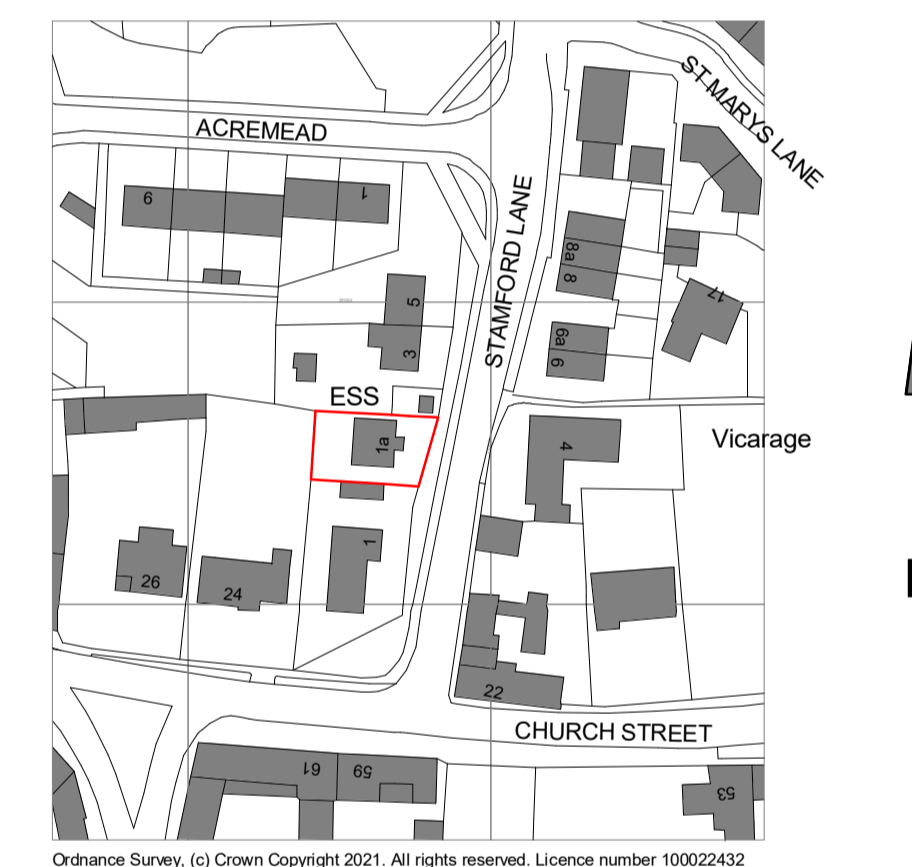 ST MARYS LANE
ACREMEAD
9
1
STAMFORD LANE
8a
8
17
5
6a
6
3
ESS
1a
4
Vicarage
1
26
24
22
CHURCH STREET
61
59
53
Ordnance Survey, (c) Crown Copyright 2021. All rights reserved. Licence number 100022432